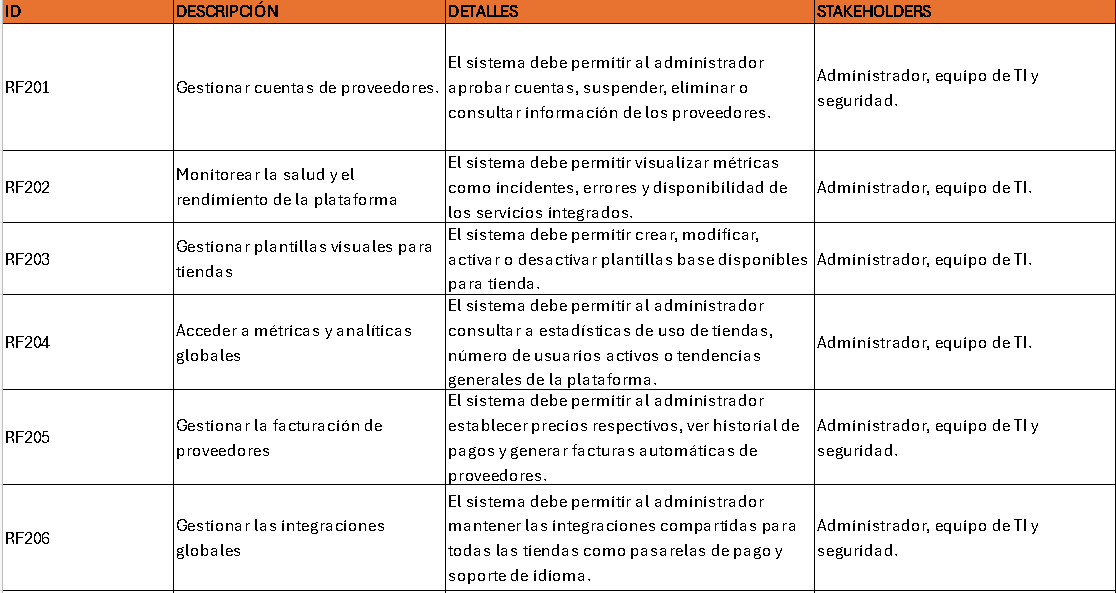 ID DESCRIPCIÓN DETALLES STAKEHOLDERS
RF201
Gestionar cuentas de proveedores.
El sistema debe permitir al administrador
aprobar cuentas, suspender, eliminar o
consultar información de los proveedores.
Administrador, equipo de TI y
seguridad.
RF202
Monitorear la salud y el
rendimiento de la plataforma
El sistema debe permitir visualizar métricas
como incidentes, errores y disponibilidad de
los servicios integrados.
Administrador, equipo de TI.
RF203
Gestionar plantillas visuales para
tiendas
El sistema debe permitir crear, modificar,
activar o desactivar plantillas base disponibles
para tienda.
Administrador, equipo de TI.
RF204
Acceder a métricas y analíticas
globales
El sistema debe permitir al administrador
consultar a estadísticas de uso de tiendas,
número de usuarios activos o tendencias
generales de la plataforma.
Administrador, equipo de TI.
RF205
Gestionar la facturación de
proveedores
El sistema debe permitir al administrador
establecer precios respectivos, ver historial de
pagos y generar facturas automáticas de
proveedores.
Administrador, equipo de TI y
seguridad.
RF206
Gestionar las integraciones
globales
El sistema debe permitir al administrador
mantener las integraciones compartidas para
todas las tiendas como pasarelas de pago y
soporte de idioma.
Administrador, equipo de TI y
seguridad.